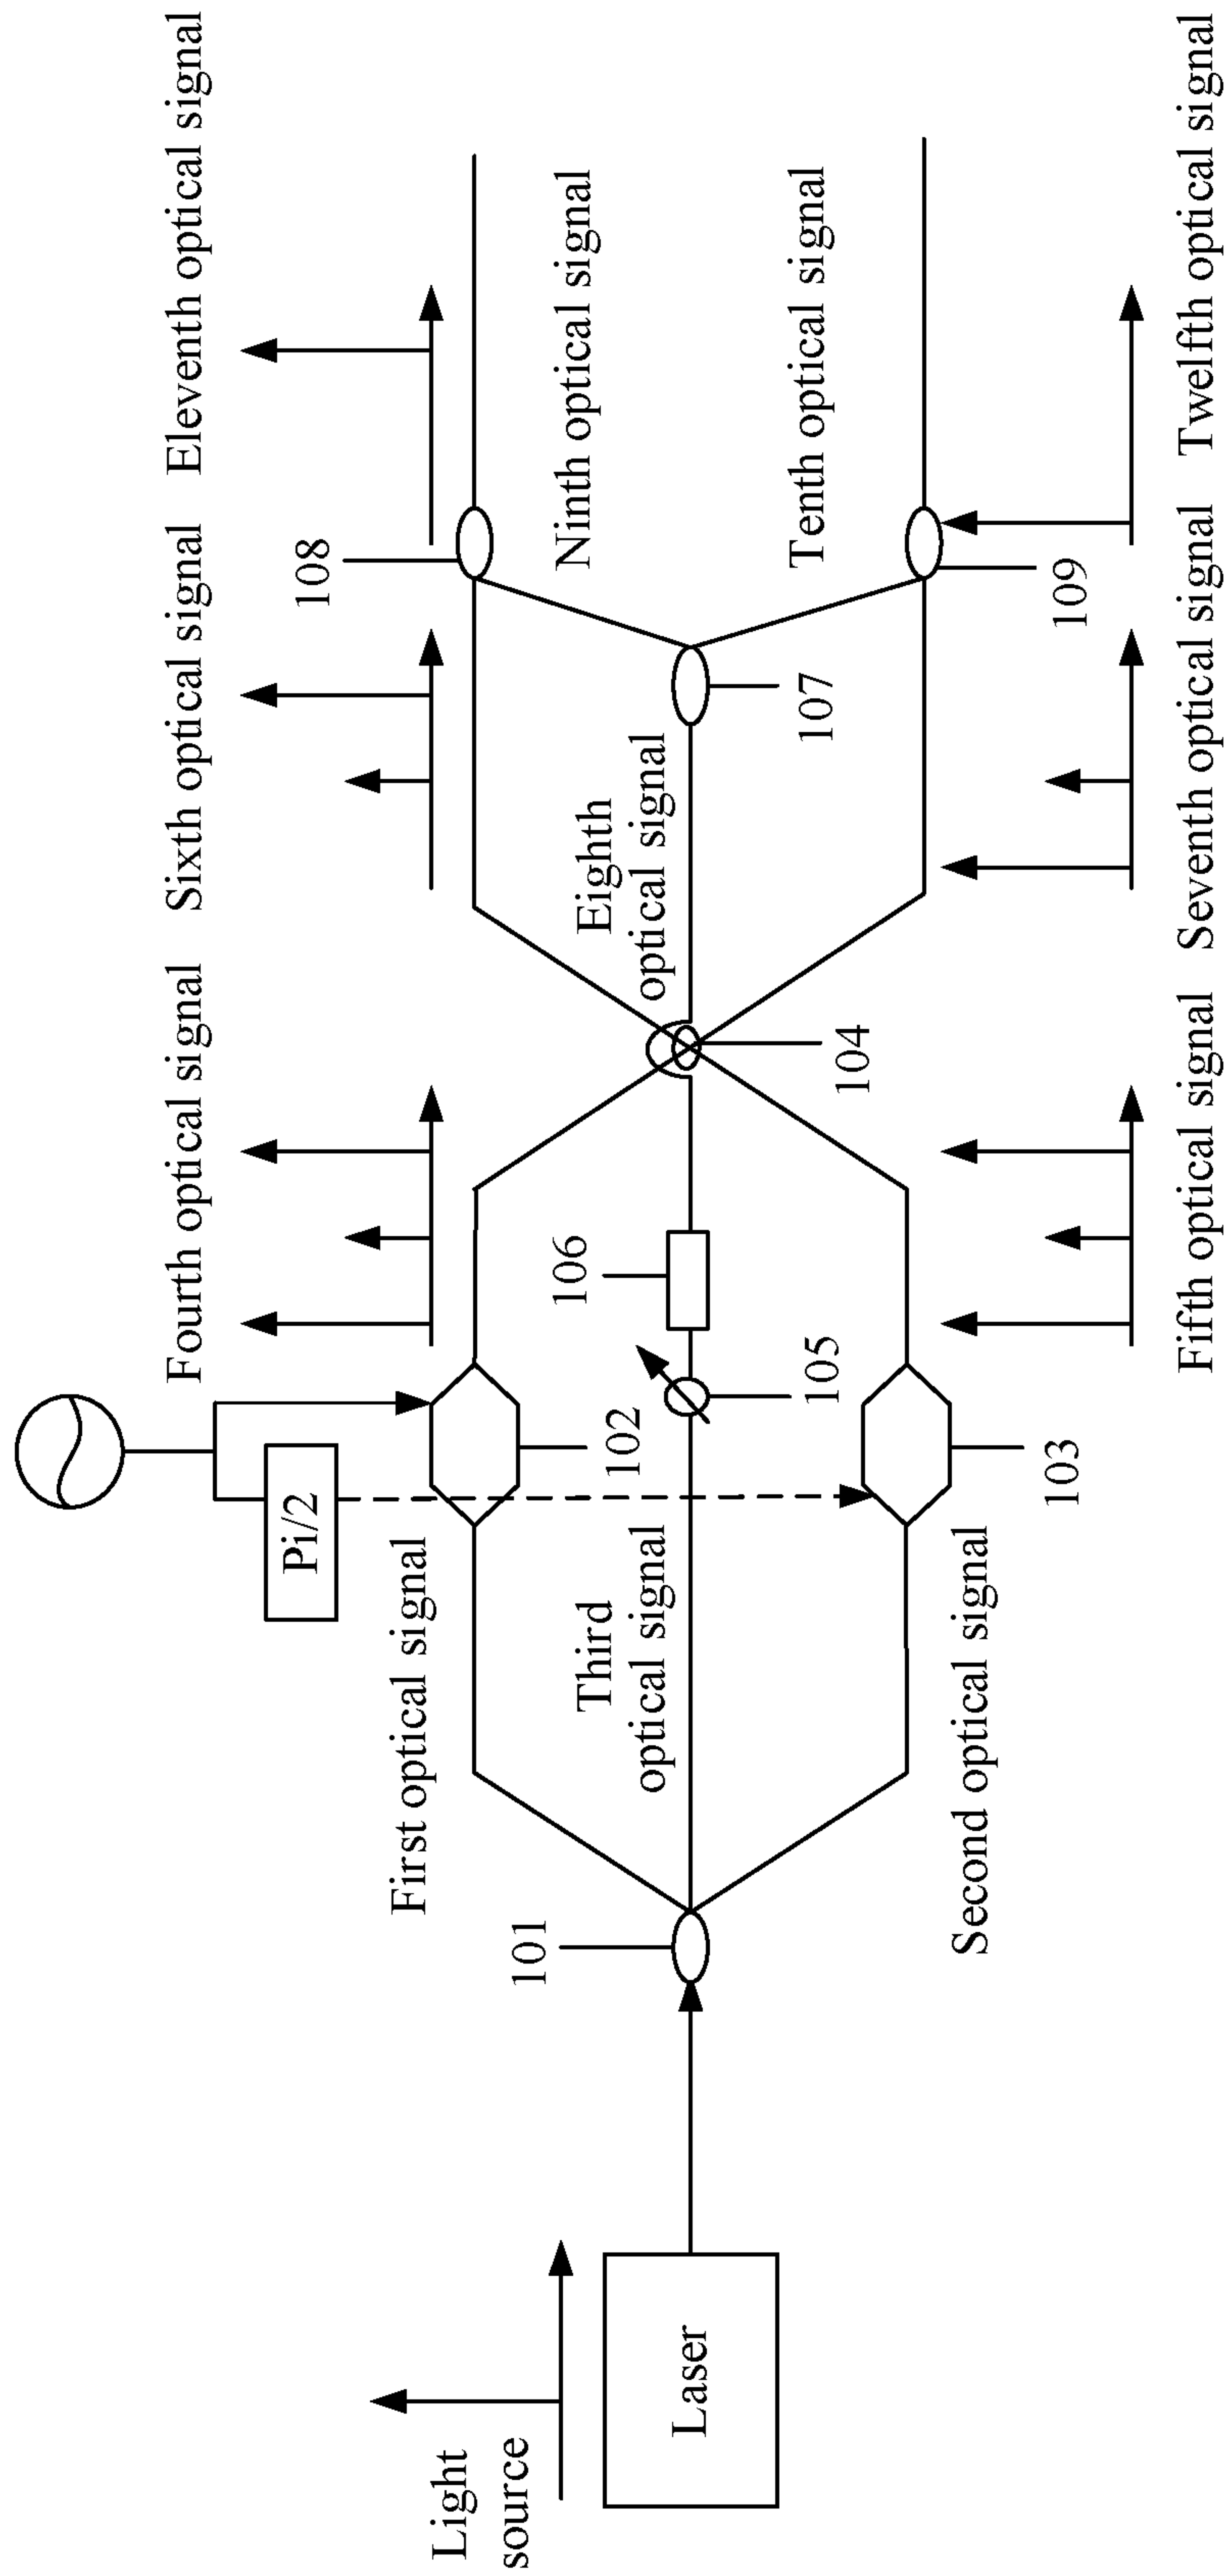 Light
source
Laser
101
First optical signal
Third
optical signal
Second optical signal
Pi/2
102
103
105
106
Fourth optical signal
Fifth optical signal
104
Eighth
optical signal
Sixth optical signal
Seventh optical signal
107
108
109
Ninth optical signal
Tenth optical signal
Eleventh optical signal
Twelfth optical signal